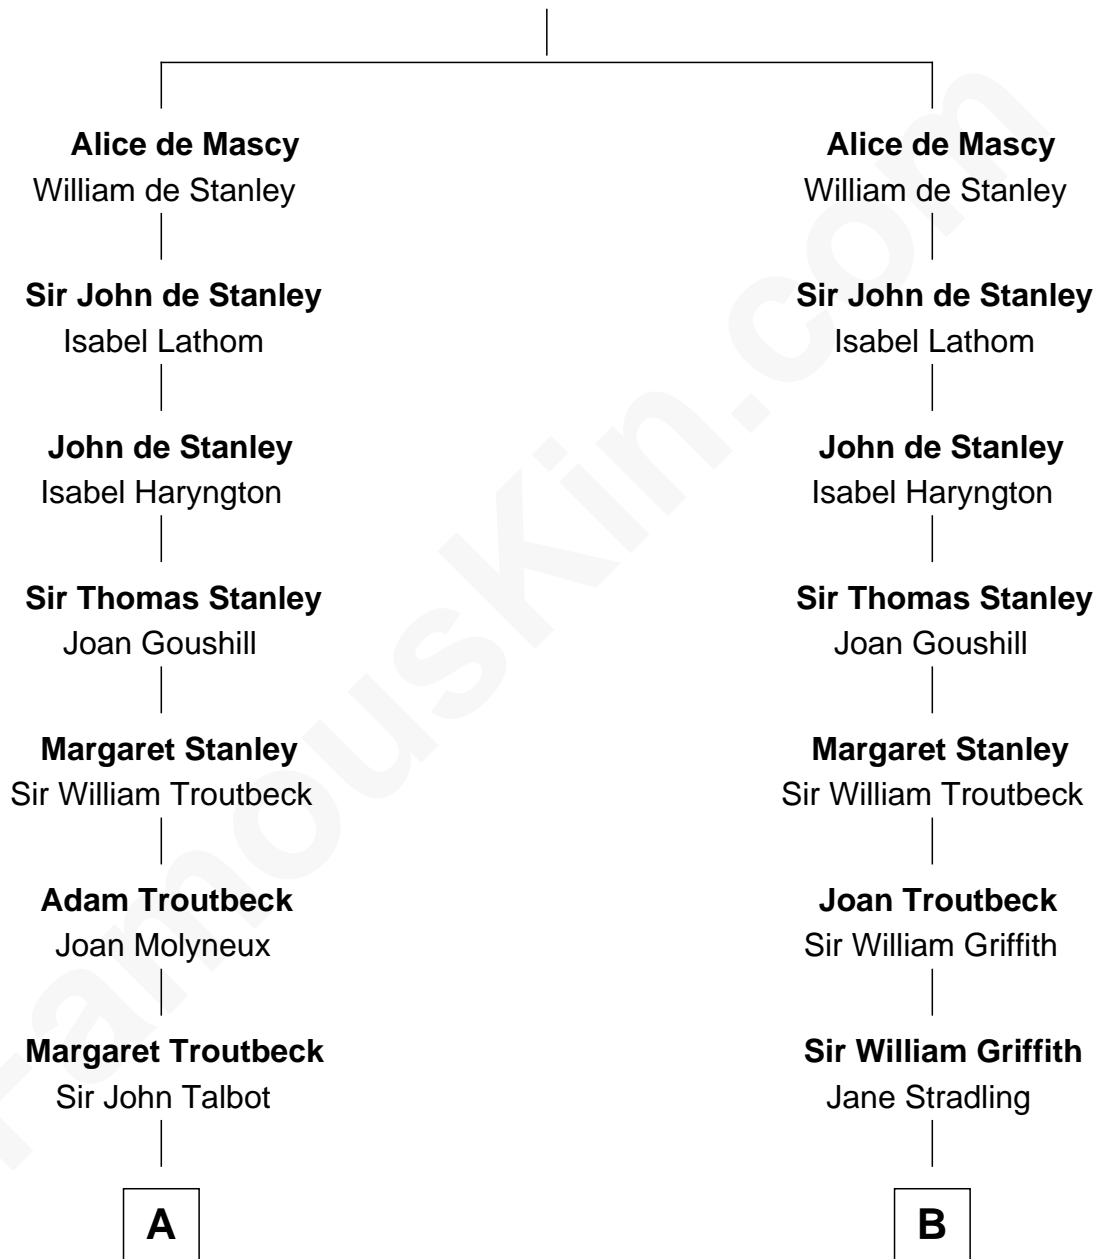 Alice de Mascy
William de Stanley
Sir John de Stanley
Isabel Lathom
John de Stanley
Isabel Haryngton
Sir Thomas Stanley
Joan Goushill
Margaret Stanley
Sir William Troutbeck
Adam Troutbeck
Joan Molyneux
Margaret Troutbeck
Sir John Talbot
A
Alice de Mascy
William de Stanley
Sir John de Stanley
Isabel Lathom
John de Stanley
Isabel Haryngton
Sir Thomas Stanley
Joan Goushill
Margaret Stanley
Sir William Troutbeck
Joan Troutbeck
Sir William Griffith
Sir William Griffith
Jane Stradling
B
FamousKin.com